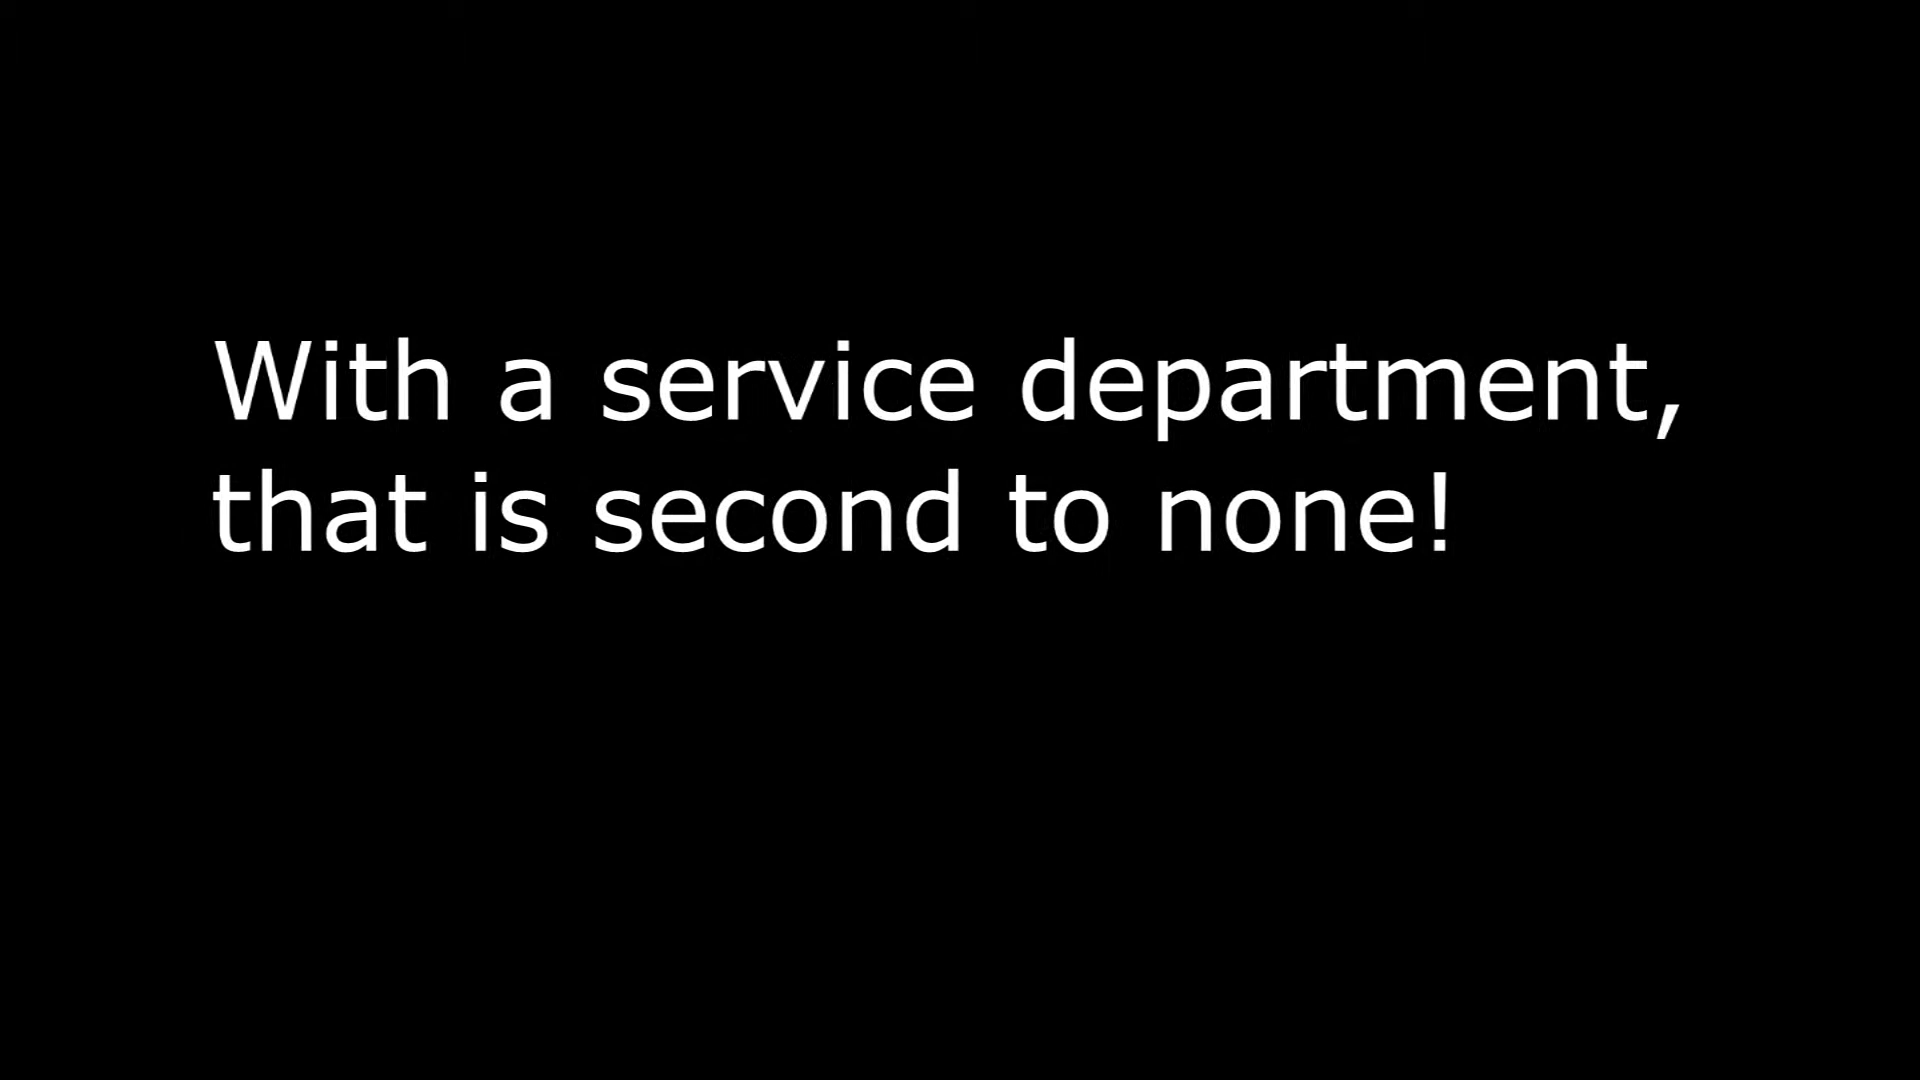 With a service department,
that is second to none!